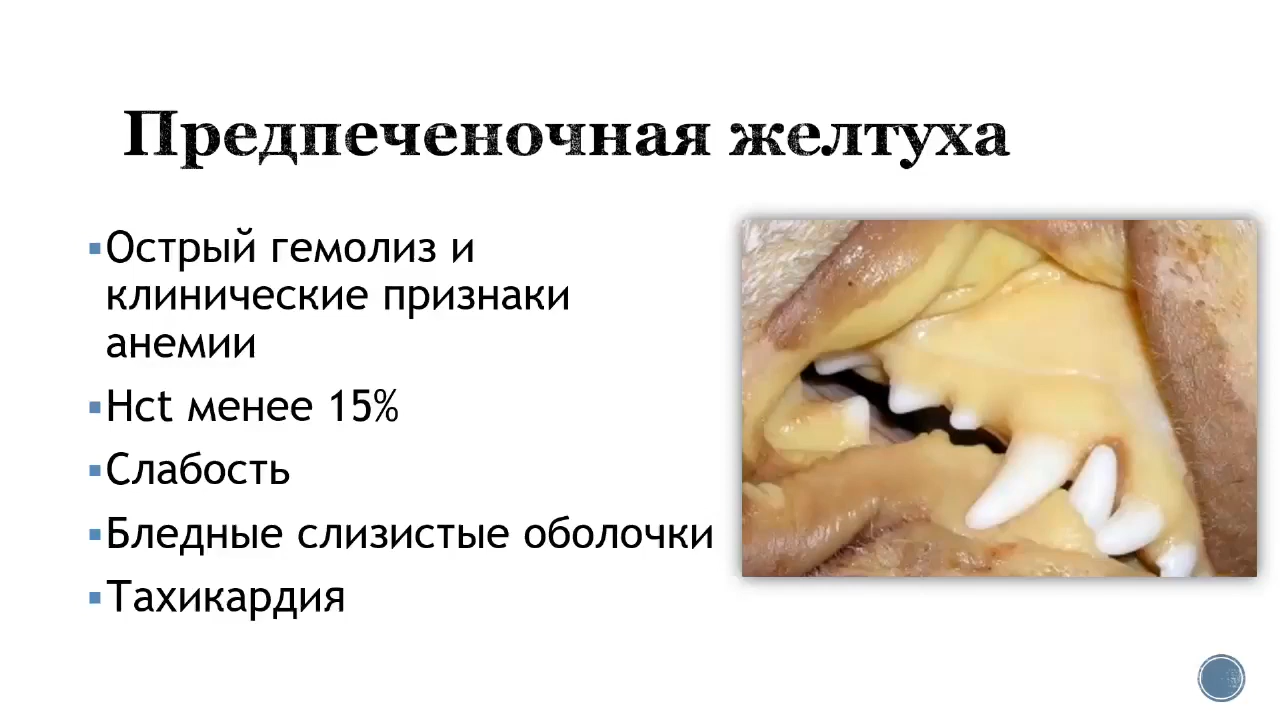 Предпеченочная желтуха
▪Острый гемолиз и
клинические признаки
анемии
▪Hct менее 15%
▪Слабость
▪Бледные слизистые оболочки
▪Тахикардия